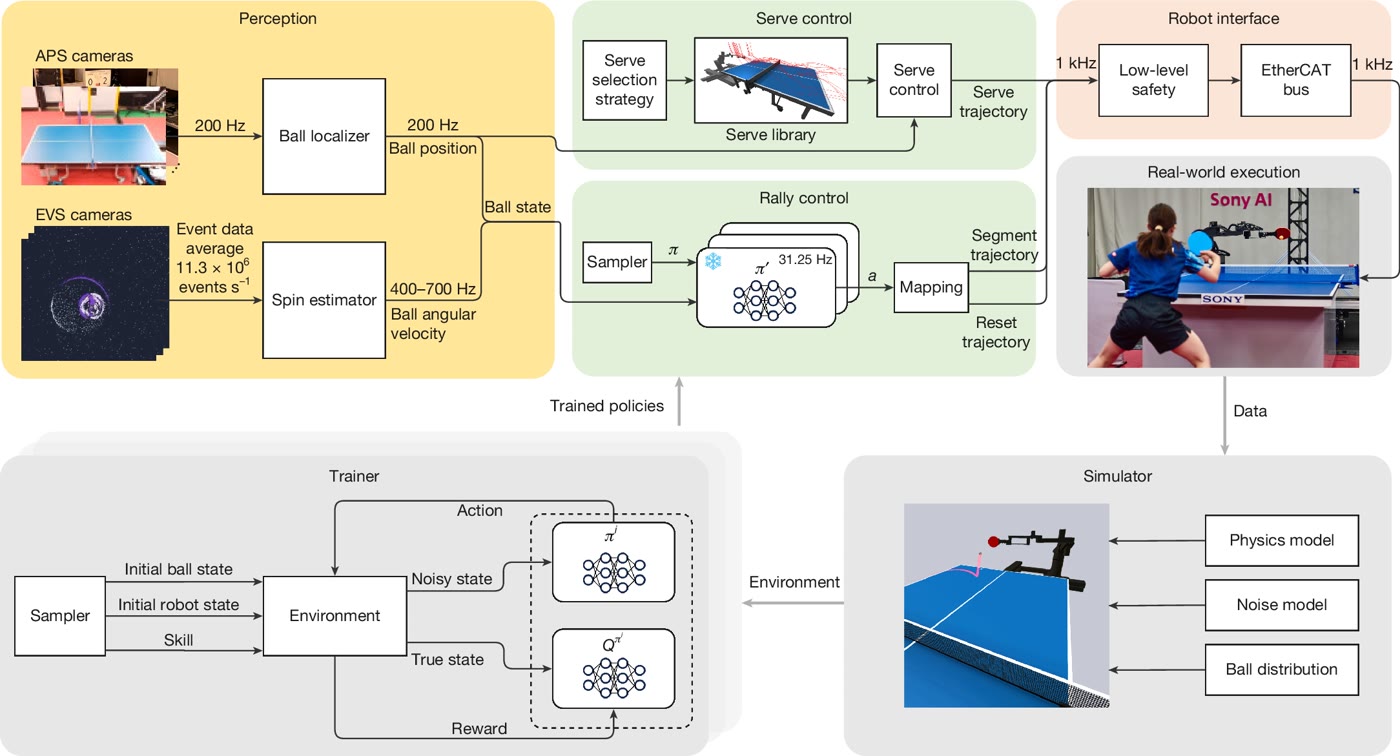 Perception
APS cameras
200 Hz
Ball localizer
200 Hz
Ball position
EVS cameras
Event data
average
11.3 × 10⁶
events s⁻¹
Spin estimator
400–700 Hz
Ball angular
velocity
Ball state
Serve control
Serve
selection
strategy
Serve library
Serve
control
Serve
trajectory
Rally control
Sampler
π
π′
31.25 Hz
a
Mapping
Segment
trajectory
Reset
trajectory
Robot interface
1 kHz
Low-level
safety
EtherCAT
bus
1 kHz
Real-world execution
Sony AI
SONY
Trained policies
Data
Trainer
Sampler
Initial ball state
Initial robot state
Skill
Environment
Action
Noisy state
True state
Reward
πⁱ
Q^πⁱ
Environment
Simulator
Physics model
Noise model
Ball distribution